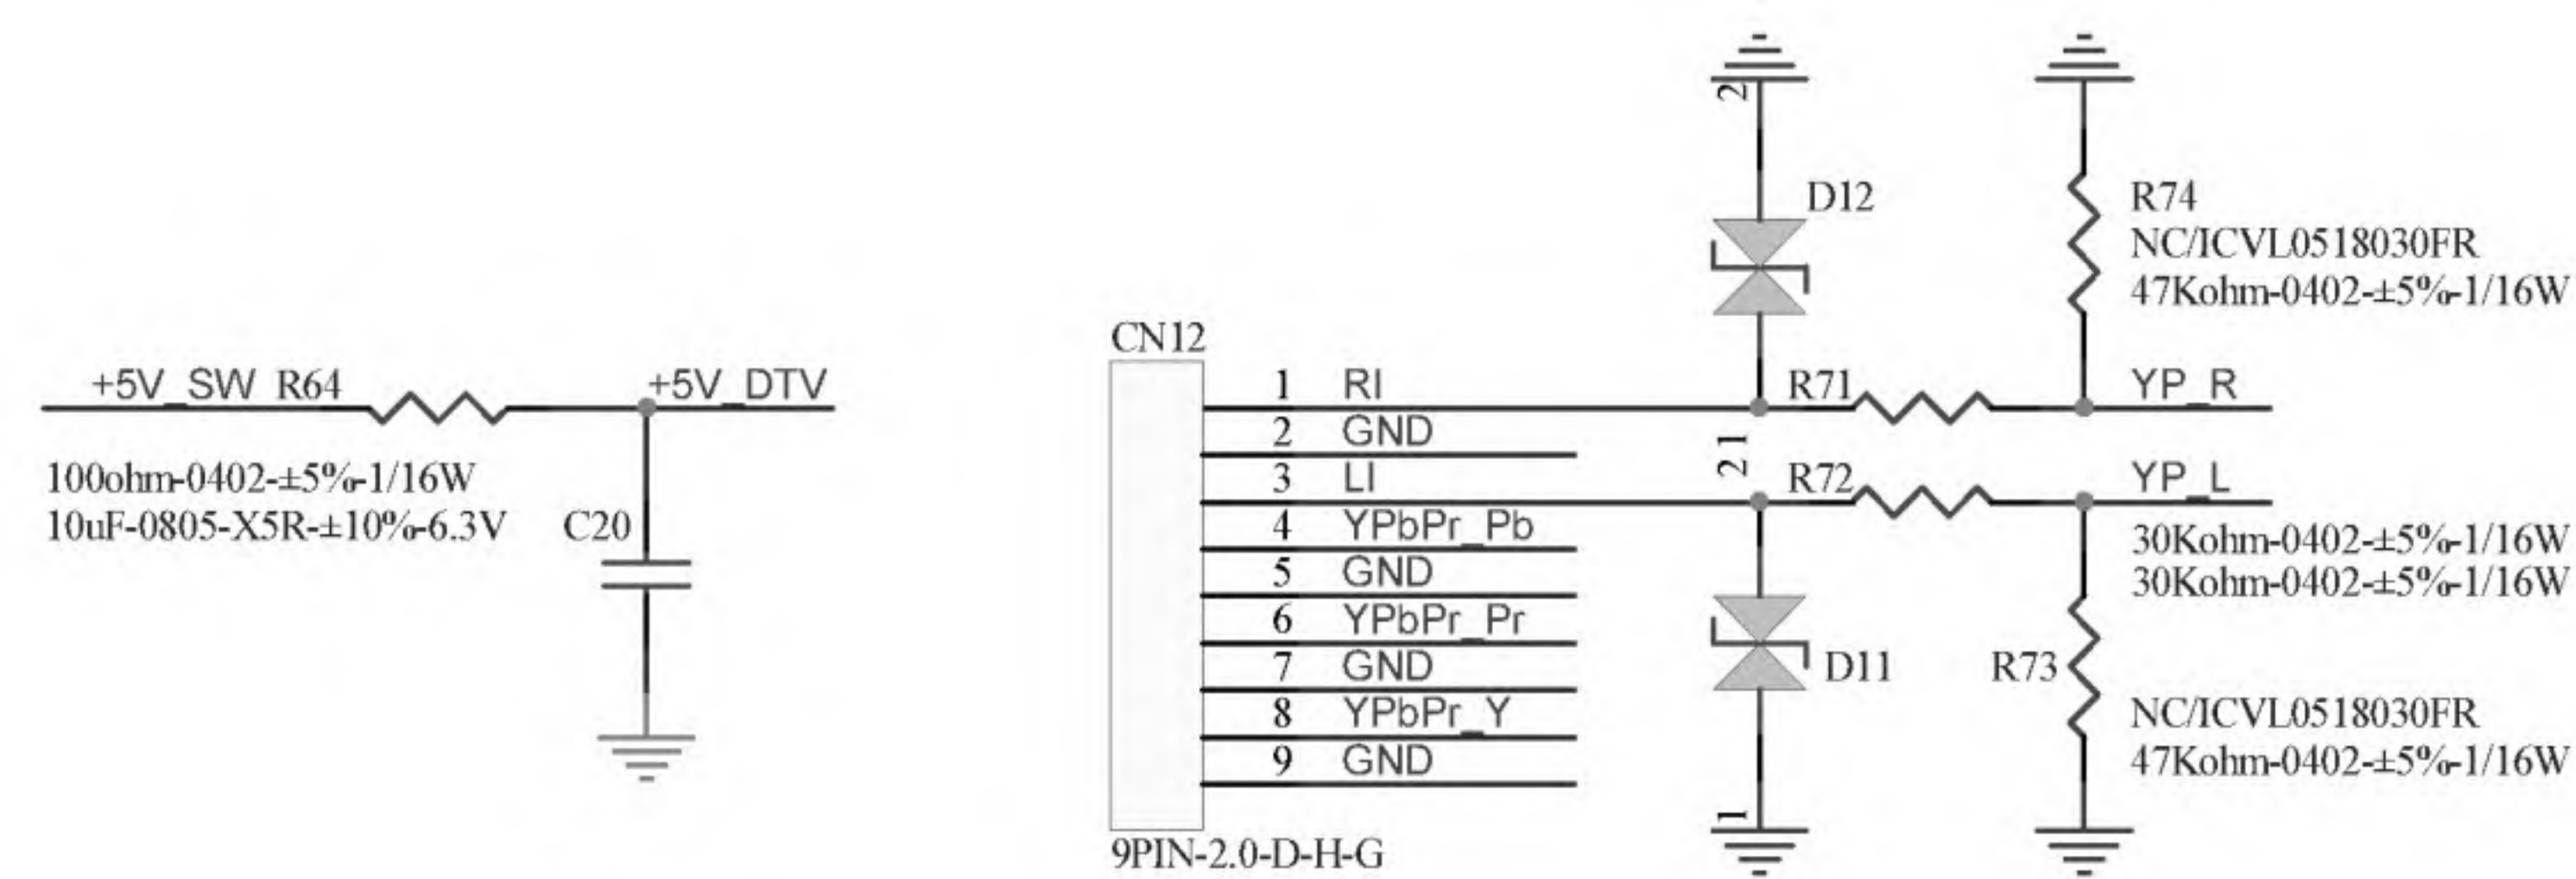 +5V_SW R64 +5V_DTV
100ohm-0402-±5%-1/16W
10uF-0805-X5R-±10%-6.3V C20
CN12
1 RI
2 GND
3 LI
4 YPbPr_Pb
5 GND
6 YPbPr_Pr
7 GND
8 YPbPr_Y
9 GND
9PIN-2.0-D-H-G
2
D12
1
R71
2
R72
D11
1
R74
NC/ICVL0518030FR
47Kohm-0402-±5%-1/16W
YP_R
YP_L
30Kohm-0402-±5%-1/16W
30Kohm-0402-±5%-1/16W
R73
NC/ICVL0518030FR
47Kohm-0402-±5%-1/16W